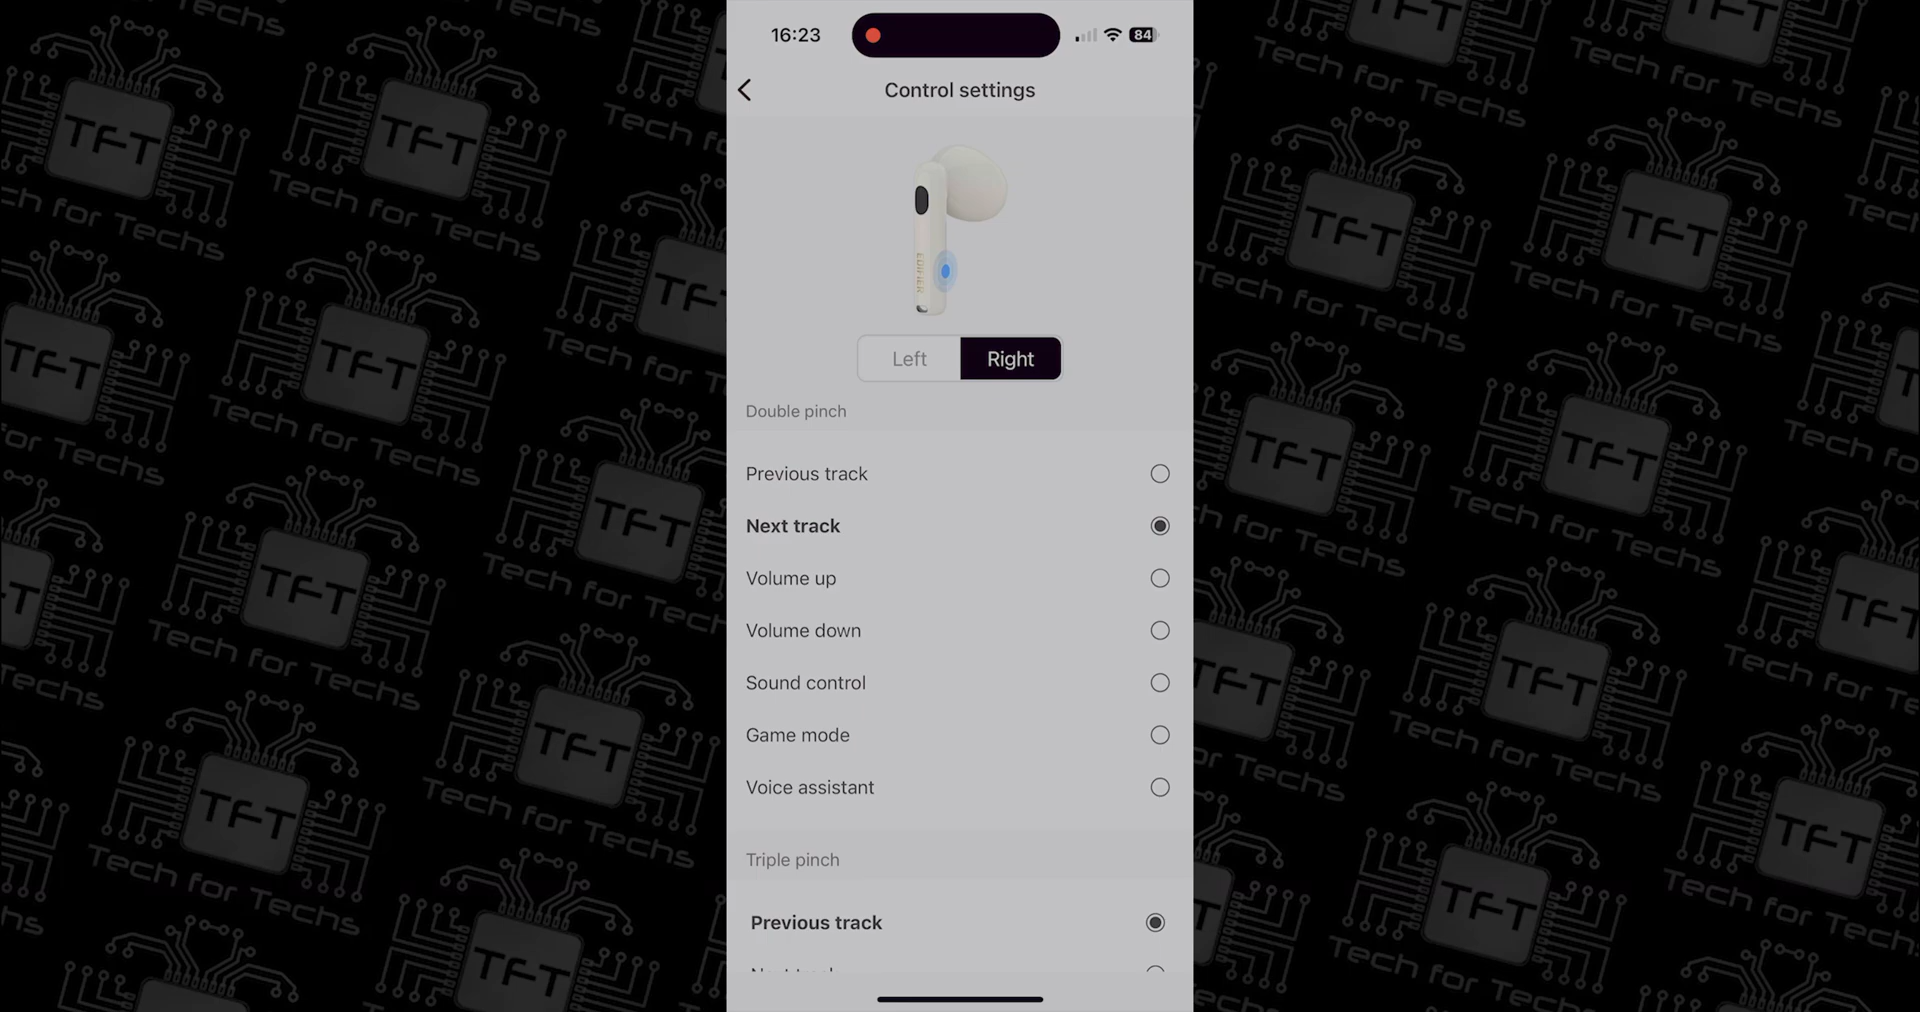 16:23
84
Control settings
EDIFIER
Left
Right
Double pinch
Previous track
Next track
Volume up
Volume down
Sound control
Game mode
Voice assistant
Triple pinch
Previous track
TFT
Tech for Techs